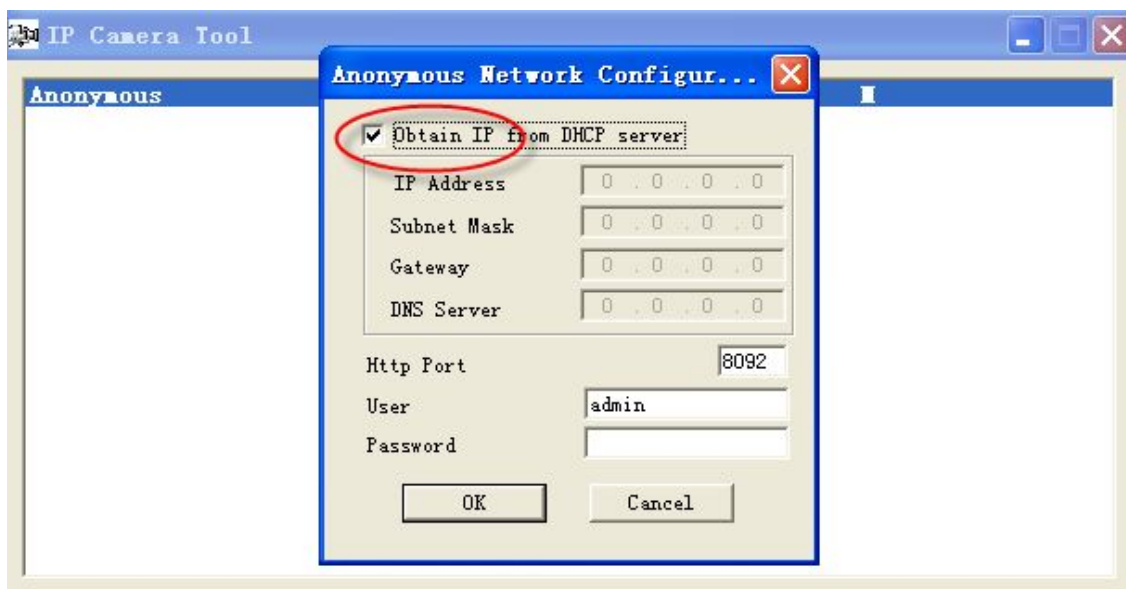 IP Camera Tool
Anonymous Network Configur...
Anonymous
Obtain IP from DHCP server
IP Address 0 . 0 . 0 . 0
Subnet Mask 0 . 0 . 0 . 0
Gateway 0 . 0 . 0 . 0
DNS Server 0 . 0 . 0 . 0
Http Port 8092
User admin
Password
OK Cancel